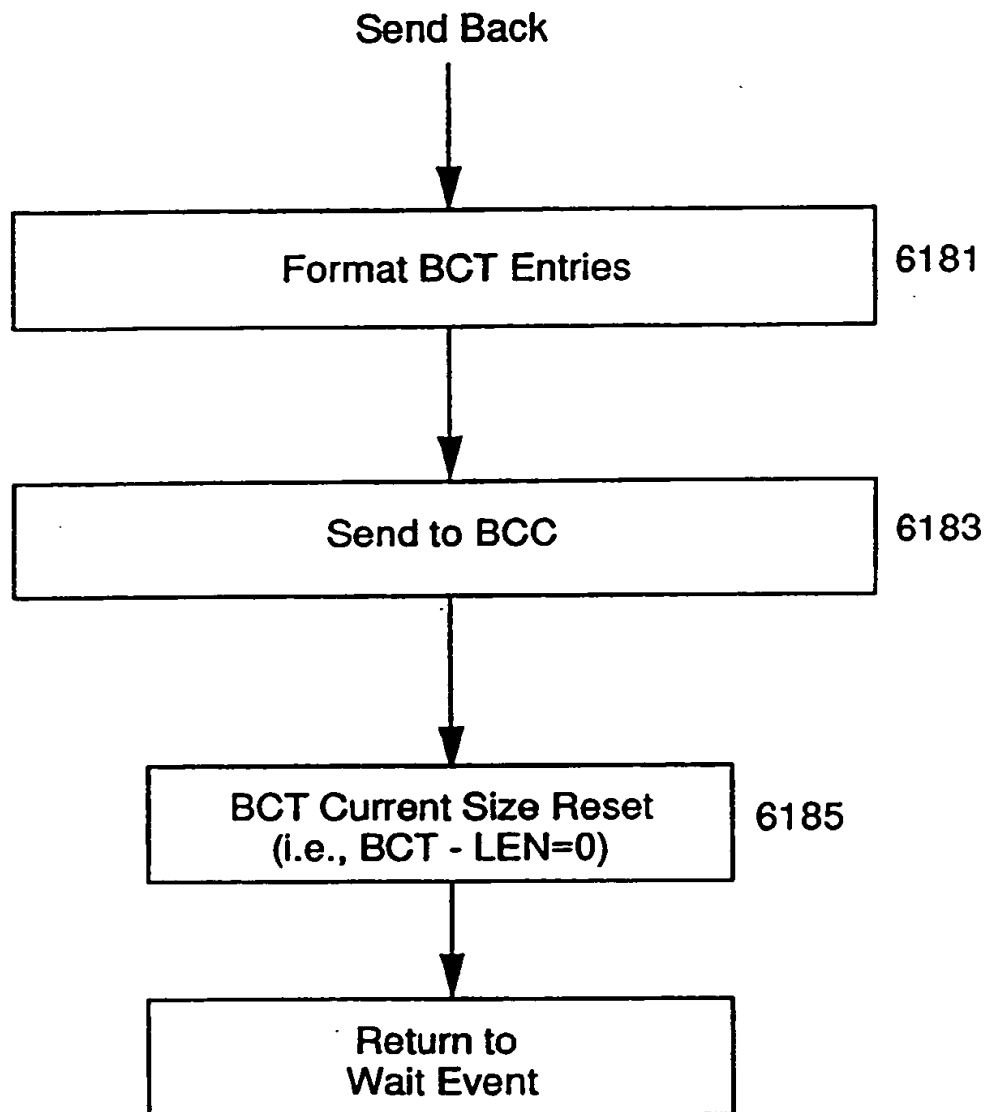 Send Back
Format BCT Entries
6181
Send to BCC
6183
BCT Current Size Reset
(i.e., BCT - LEN=0)
6185
Return to
Wait Event